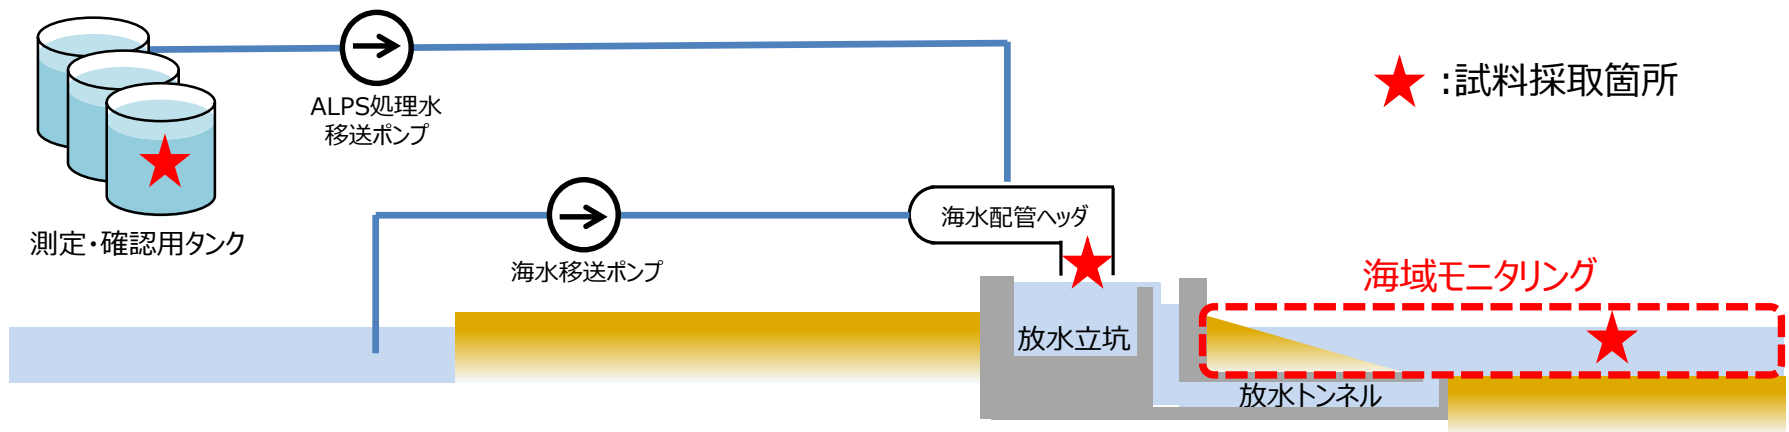 :試料採取箇所
ALPS処理水
移送ポンプ
測定・確認用タンク
海水移送ポンプ
海水配管ヘッダ
海域モニタリング
放水立坑
放水トンネル